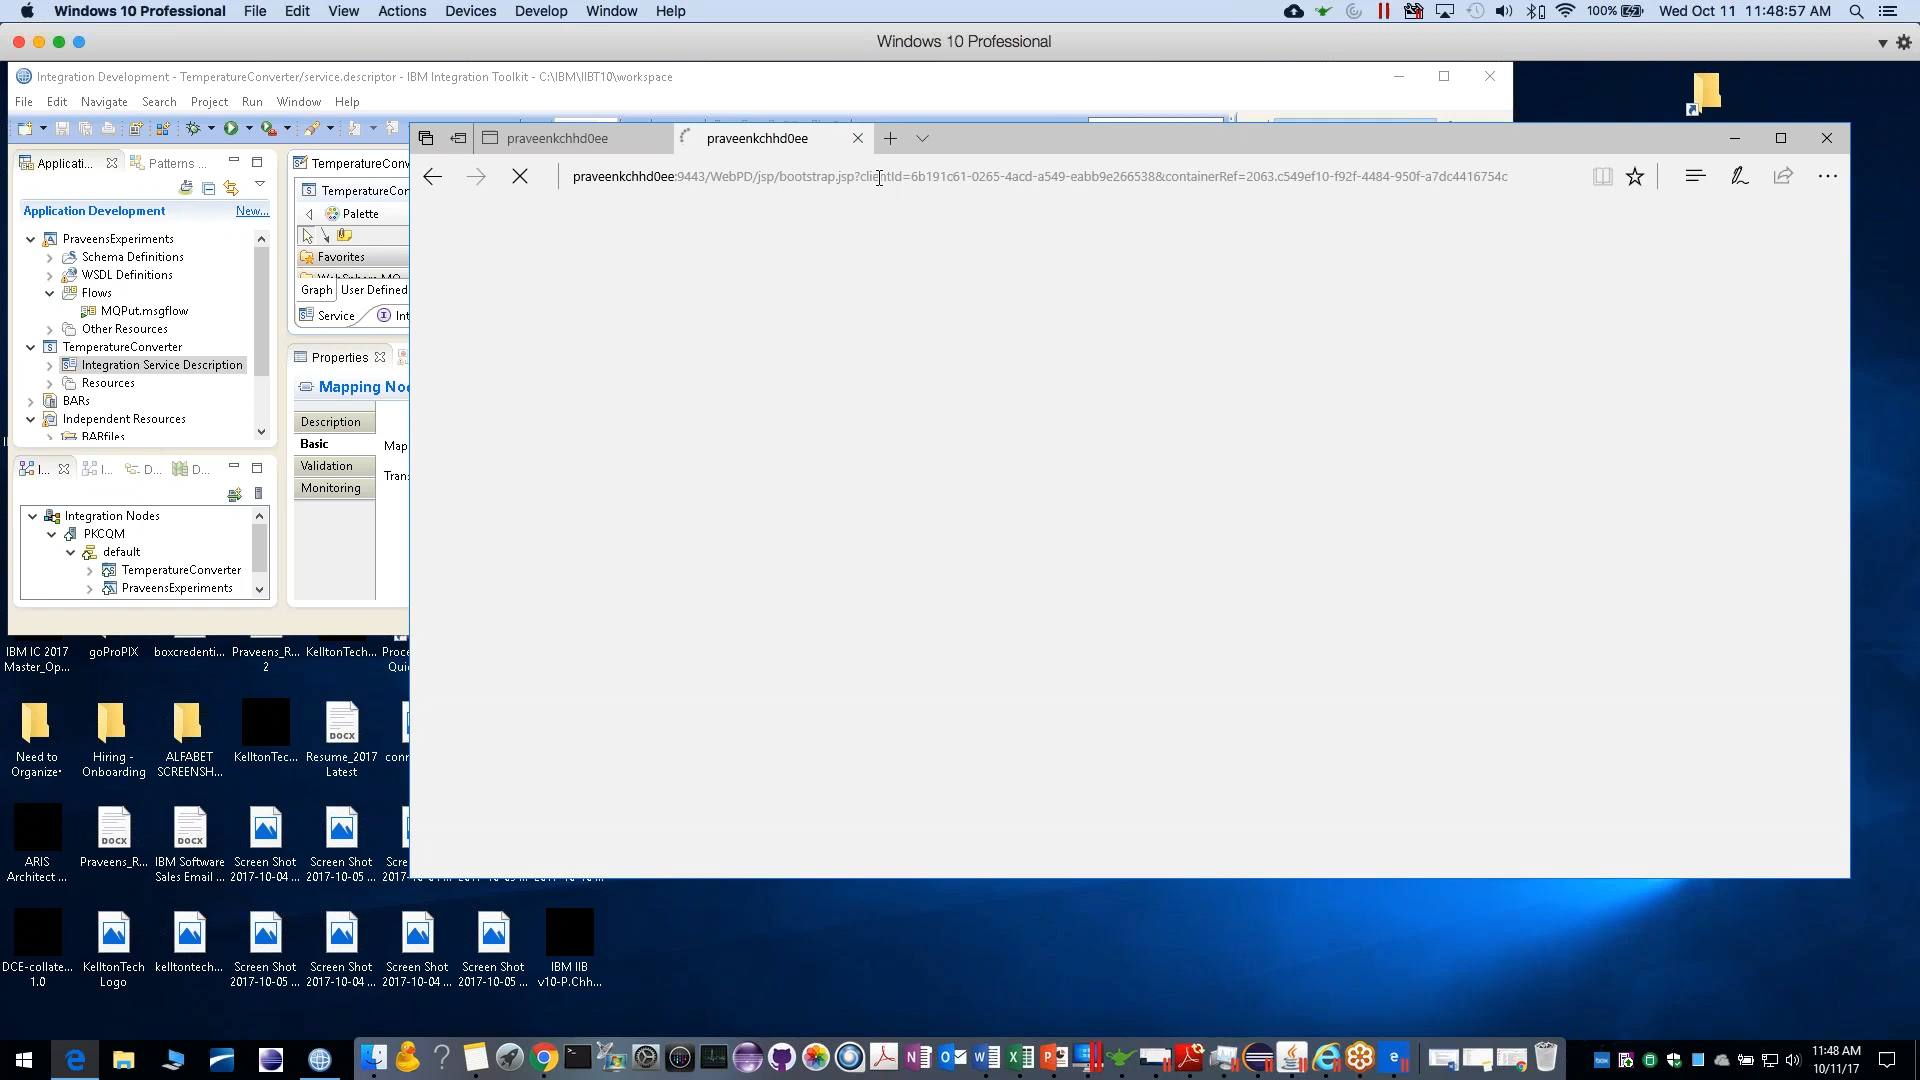 Windows 10 Professional File Edit View Actions Devices Develop Window Help
100% Wed Oct 11 11:48:57 AM
Windows 10 Professional
Integration Development - TemperatureConverter/service.descriptor - IBM Integration Toolkit - C:\IBM\IIBT10\workspace
File Edit Navigate Search Project Run Window Help
praveenkchhd0ee praveenkchhd0ee
praveenkchhd0ee:9443/WebPD/jsp/bootstrap.jsp?clientId=6b191c61-0265-4acd-a549-eabb9e266538&containerRef=2063.c549ef10-f92f-4484-950f-a7dc4416754c
Applicati... Patterns ...
Application Development New...
PraveensExperiments
Schema Definitions
WSDL Definitions
Flows
MQPut.msgflow
Other Resources
TemperatureConverter
Integration Service Description
Resources
BARs
Independent Resources
BARfiles
TemperatureConv
TemperatureConv
Palette
Favorites
WebSphere MQ
Graph User Defined
Service Int
Properties
Mapping Noc
Description
Basic
Validation
Monitoring
Map
Tran:
I... I... D... D...
Integration Nodes
PKCQM
default
TemperatureConverter
PraveensExperiments
IBM IC 2017 Master_Op...
goProPIX
boxcredenti...
Praveens_R... 2
KelltonTech...
Proce
Quic
Need to Organize
Hiring - Onboarding
ALFABET SCREENSH...
KelltonTec...
Resume_2017 Latest
conr
ARIS Architect ...
Praveens_R...
IBM Software Sales Email ...
Screen Shot 2017-10-04 ...
Screen Shot 2017-10-05 ...
DCE-collate... 1.0
KelltonTech Logo
kelltontech...
Screen Shot 2017-10-05 ...
Screen Shot 2017-10-04 ...
Screen Shot 2017-10-04 ...
Screen Shot 2017-10-05 ...
IBM IIB v10-P.Chh...
11:48 AM
10/11/17